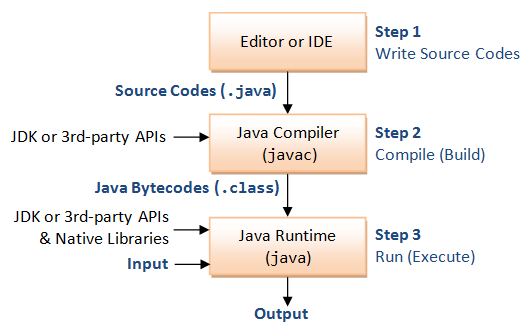 Editor or IDE
Step 1
Write Source Codes
Source Codes (.java)
JDK or 3rd-party APIs
Java Compiler
(javac)
Step 2
Compile (Build)
Java Bytecodes (.class)
JDK or 3rd-party APIs
& Native Libraries
Input
Java Runtime
(java)
Step 3
Run (Execute)
Output